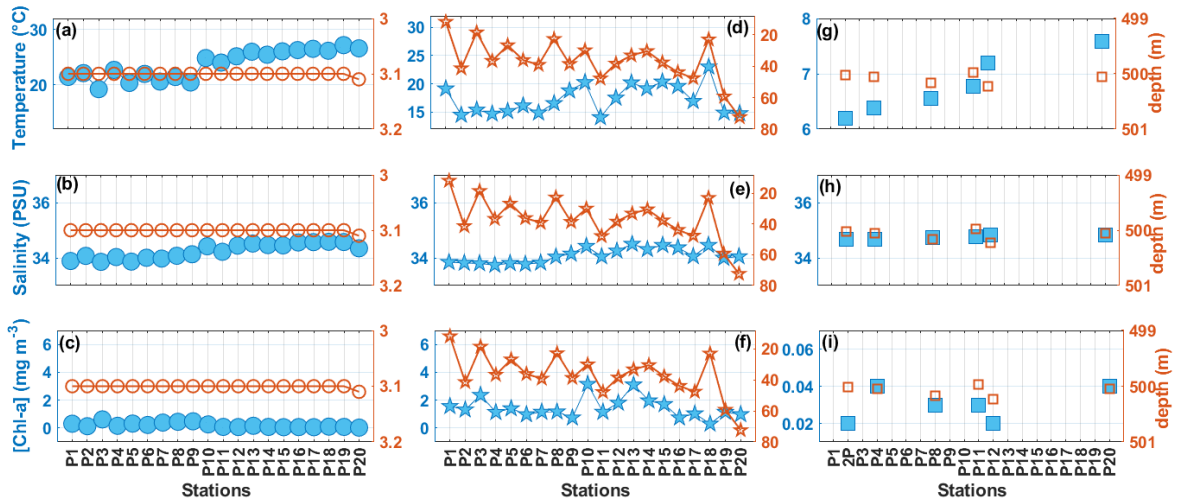 (a)
Temperature (°C)
30
20
3
3.1
3.2
(d)
30
25
20
15
20
40
60
80
(g)
8
7
6
499
500
501
depth (m)
(b)
Salinity (PSU)
36
34
3
3.1
3.2
(e)
36
34
20
40
60
80
(h)
36
34
499
500
501
depth (m)
(c)
[Chl-a] (mg m-3)
6
4
2
0
3
3.1
3.2
(f)
6
4
2
0
20
40
60
80
(i)
0.06
0.04
0.02
499
500
501
depth (m)
P1 P2 P3 P4 P5 P6 P7 P8 P9 P10 P11 P12 P13 P14 P15 P16 P17 P18 P19 P20
Stations
P1 P2 P3 P4 P5 P6 P7 P8 P9 P10 P11 P12 P13 P14 P15 P16 P17 P18 P19 P20
Stations
P1 2P P4 P5 P6 P7 P8 P9 P10 P11 P12 P13 P14 P15 P16 P17 P18 P20
Stations